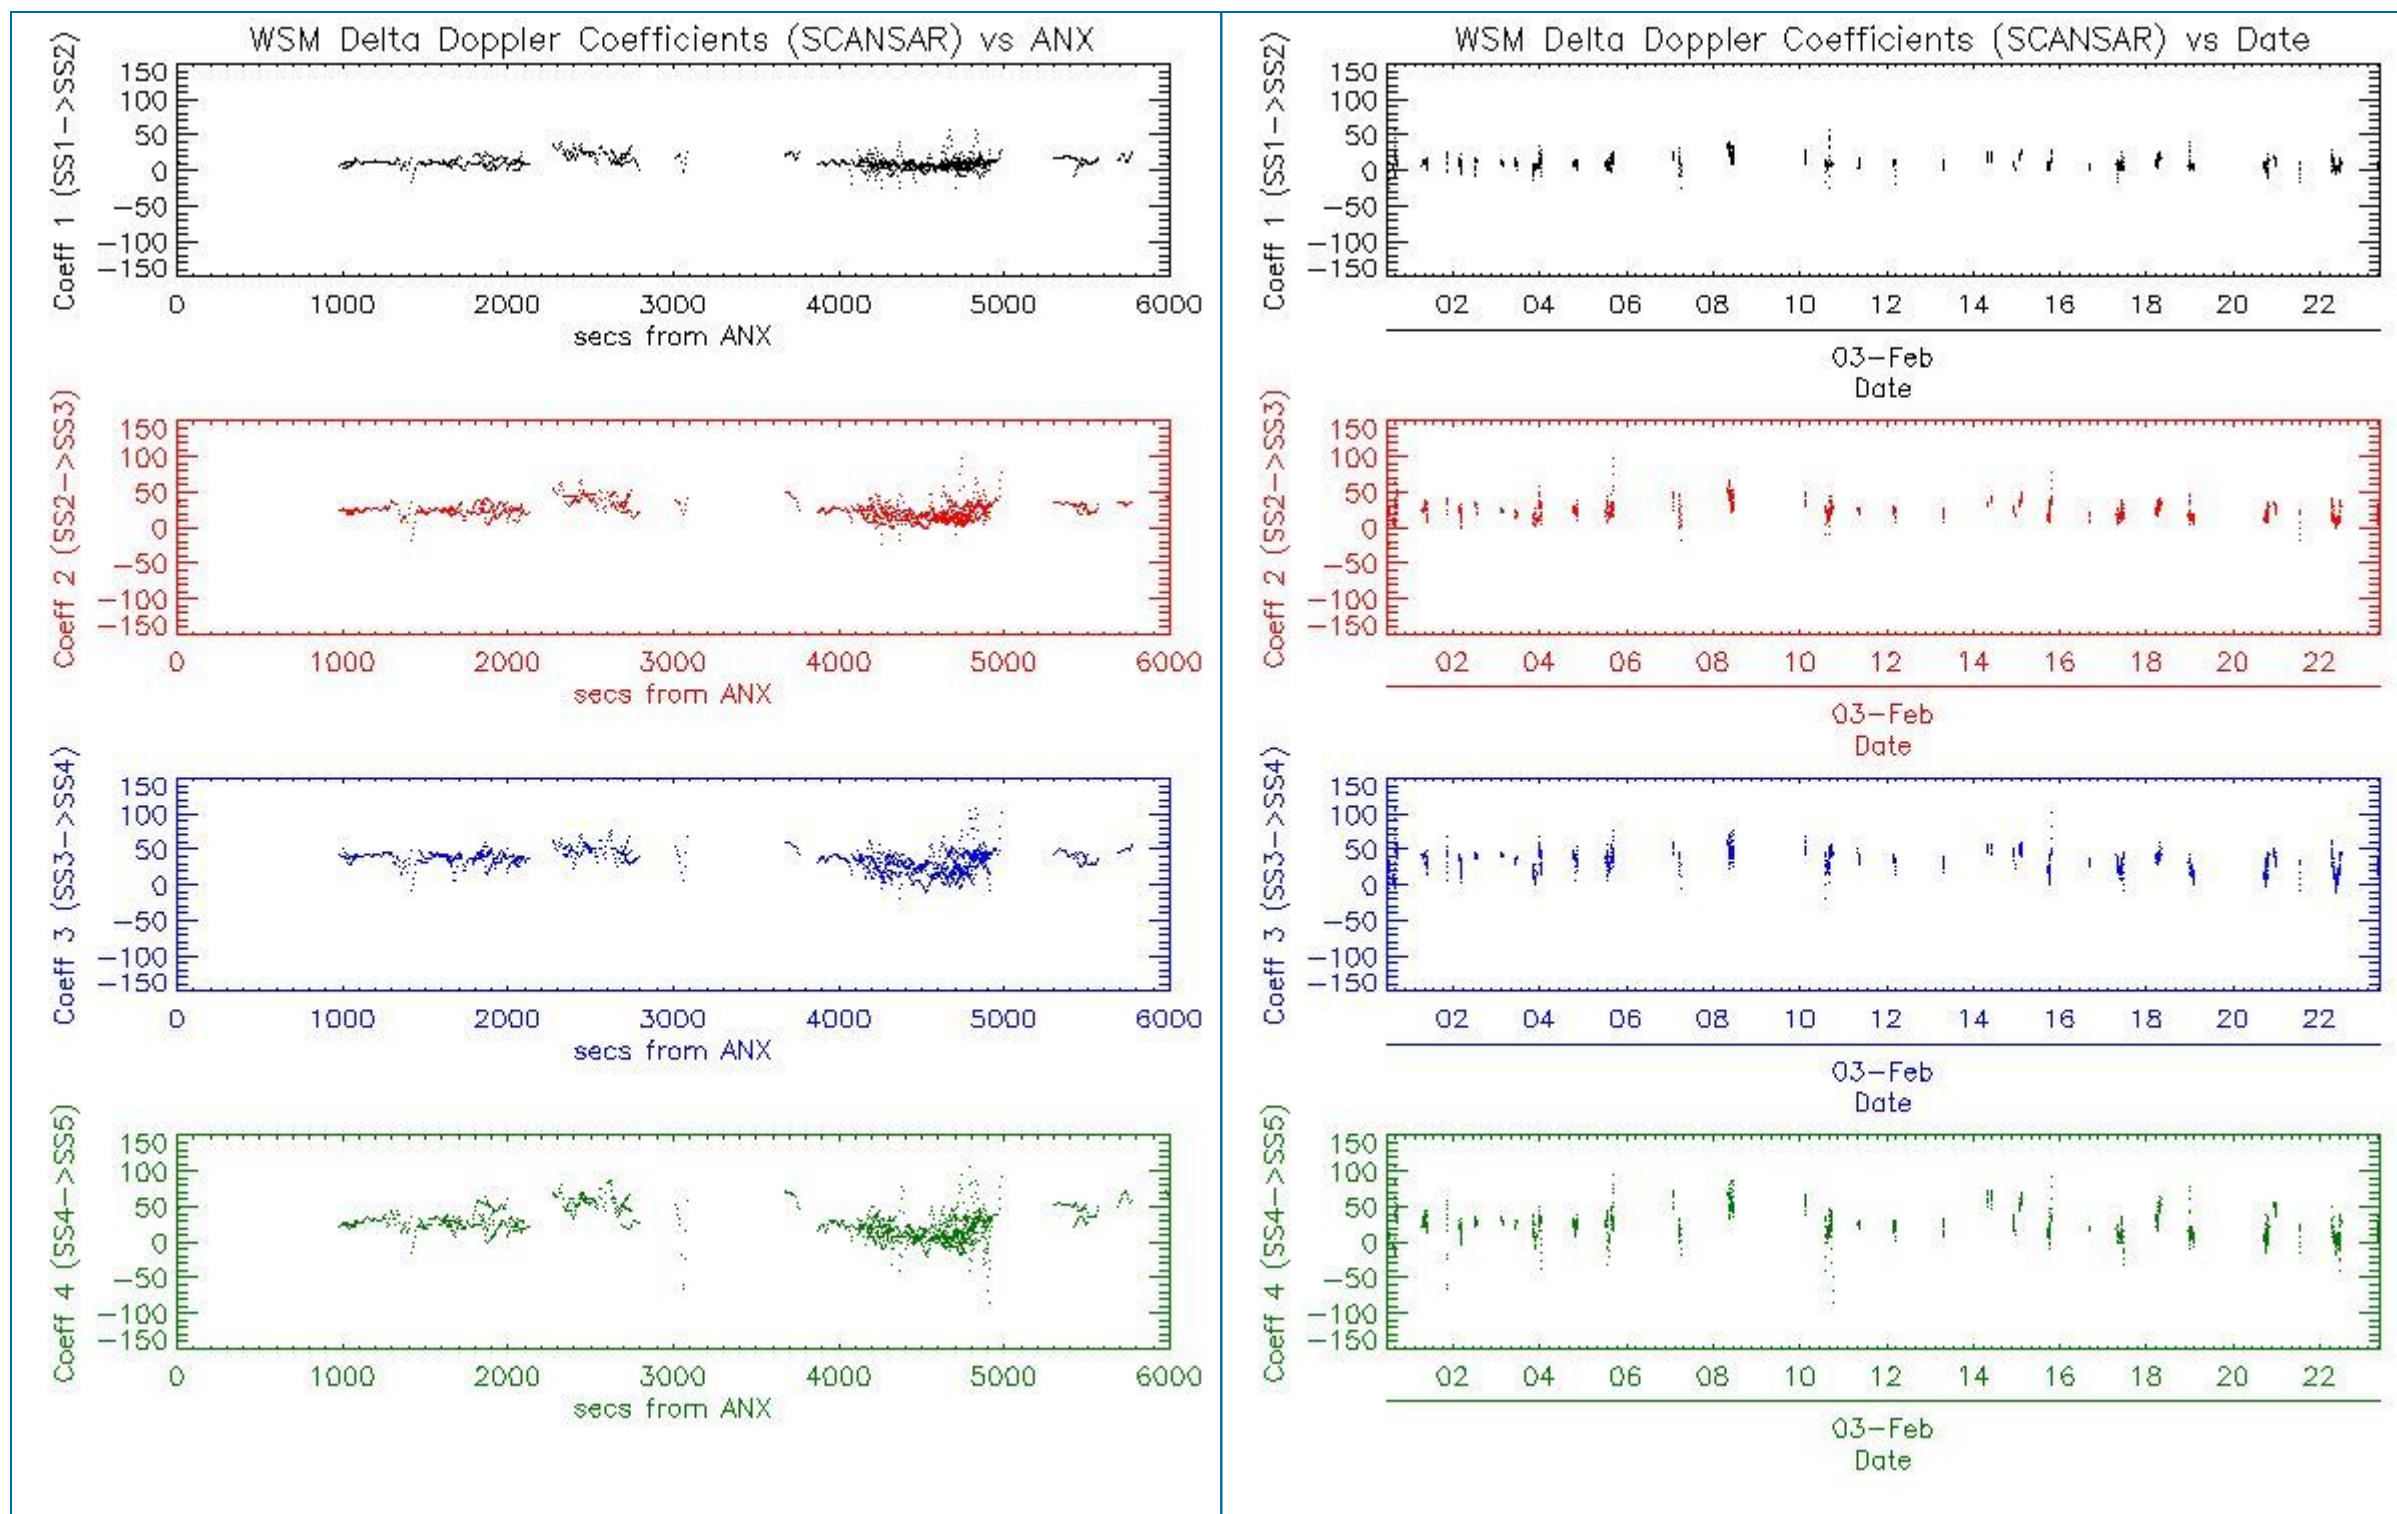 WSM Delta Doppler Coefficients (SCANSAR) vs ANX
Coeff 1 (SS1->SS2)
150
100
50
0
-50
-100
-150
0 1000 2000 3000 4000 5000 6000
secs from ANX
Coeff 2 (SS2->SS3)
150
100
50
0
-50
-100
-150
0 1000 2000 3000 4000 5000 6000
secs from ANX
Coeff 3 (SS3->SS4)
150
100
50
0
-50
-100
-150
0 1000 2000 3000 4000 5000 6000
secs from ANX
Coeff 4 (SS4->SS5)
150
100
50
0
-50
-100
-150
0 1000 2000 3000 4000 5000 6000
secs from ANX
WSM Delta Doppler Coefficients (SCANSAR) vs Date
Coeff 1 (SS1->SS2)
150
100
50
0
-50
-100
-150
02 04 06 08 10 12 14 16 18 20 22
03-Feb
Date
Coeff 2 (SS2->SS3)
150
100
50
0
-50
-100
-150
02 04 06 08 10 12 14 16 18 20 22
03-Feb
Date
Coeff 3 (SS3->SS4)
150
100
50
0
-50
-100
-150
02 04 06 08 10 12 14 16 18 20 22
03-Feb
Date
Coeff 4 (SS4->SS5)
150
100
50
0
-50
-100
-150
02 04 06 08 10 12 14 16 18 20 22
03-Feb
Date